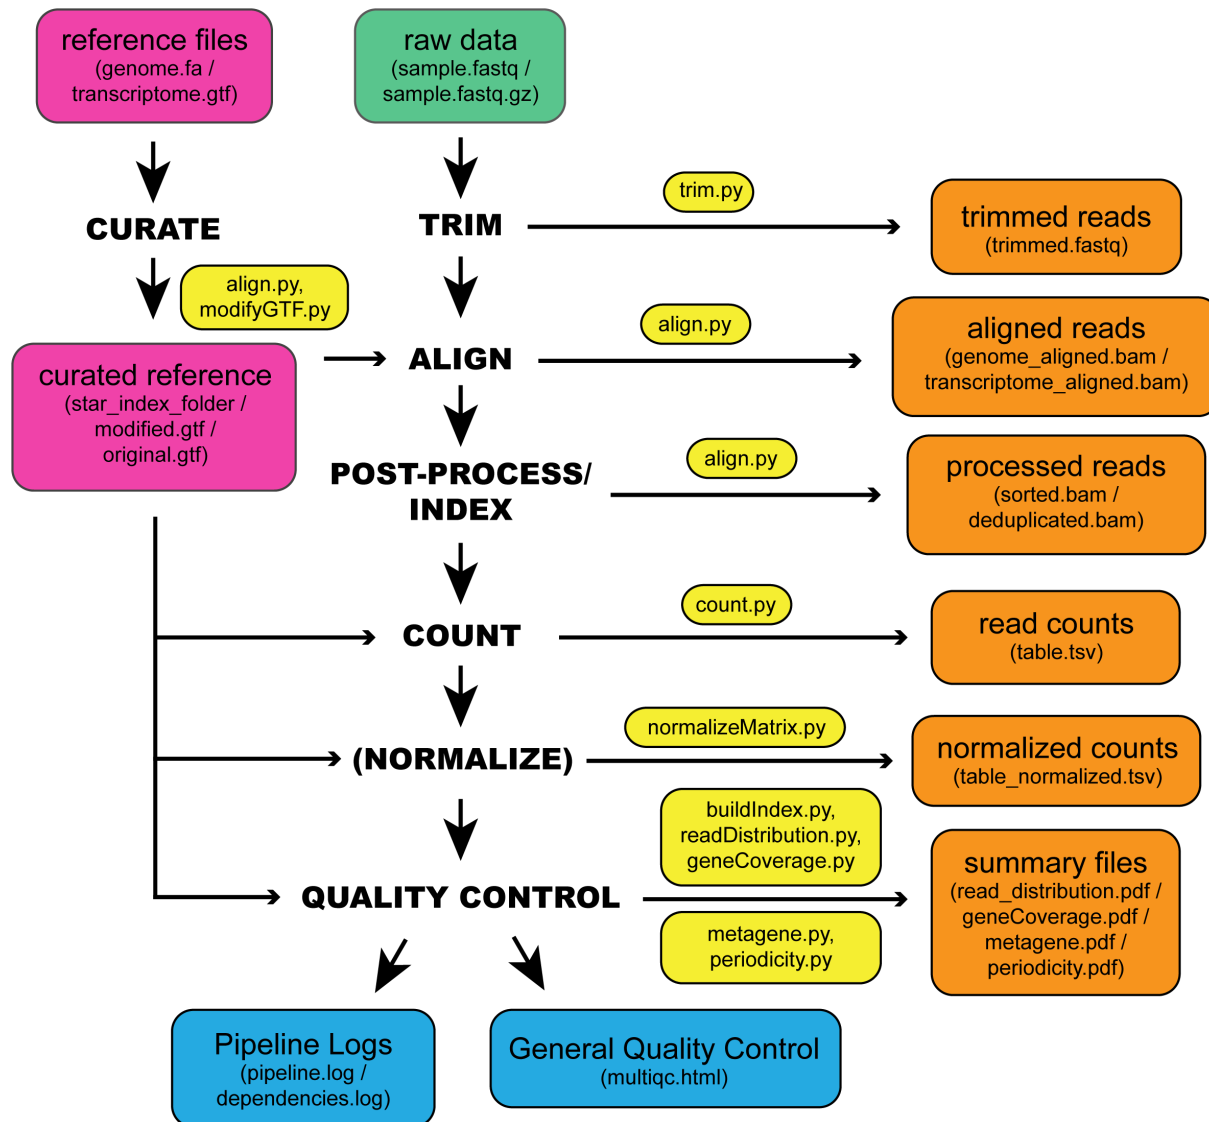 reference files
(genome.fa /
transcriptome.gtf)
raw data
(sample.fastq /
sample.fastq.gz)
CURATE
TRIM
trim.py
trimmed reads
(trimmed.fastq)
align.py,
modifyGTF.py
curated reference
(star_index_folder /
modified.gtf /
original.gtf)
ALIGN
align.py
aligned reads
(genome_aligned.bam /
transcriptome_aligned.bam)
POST-PROCESS/
INDEX
align.py
processed reads
(sorted.bam /
deduplicated.bam)
COUNT
count.py
read counts
(table.tsv)
(NORMALIZE)
normalizeMatrix.py
normalized counts
(table_normalized.tsv)
QUALITY CONTROL
buildIndex.py,
readDistribution.py,
geneCoverage.py
metagene.py,
periodicity.py
summary files
(read_distribution.pdf /
geneCoverage.pdf /
metagene.pdf /
periodicity.pdf)
Pipeline Logs
(pipeline.log /
dependencies.log)
General Quality Control
(multiqc.html)